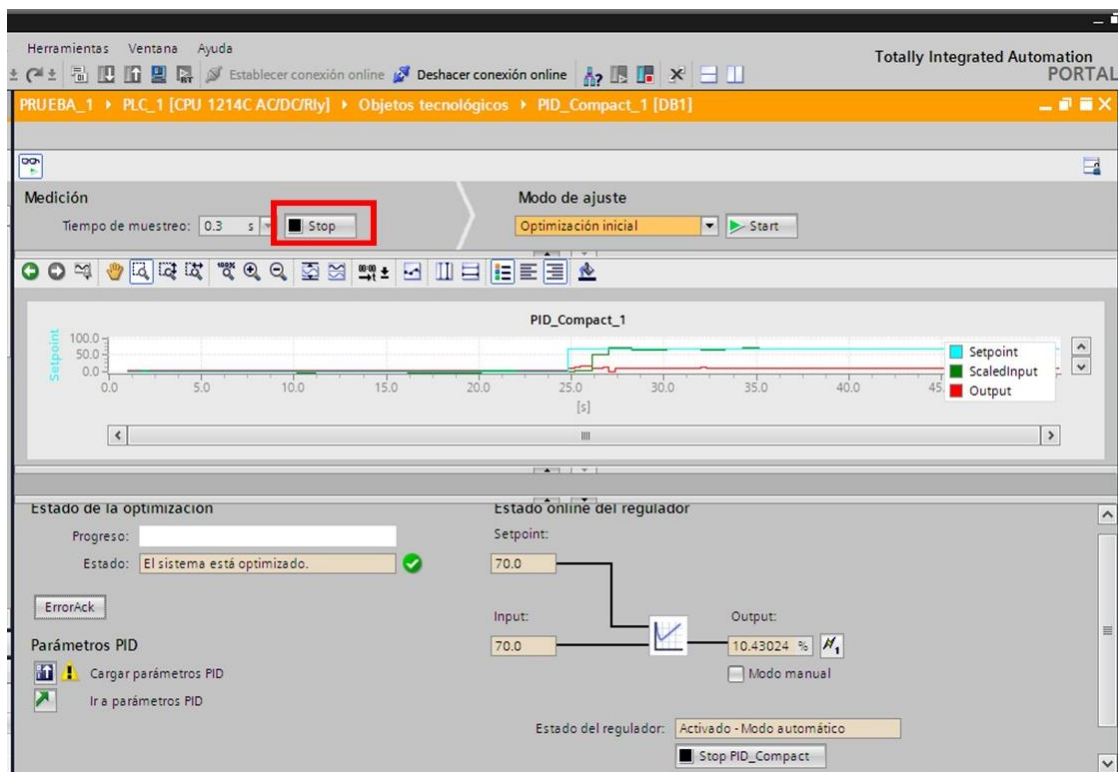 Herramientas Ventana Ayuda
Totally Integrated Automation
PORTAL
Establecer conexión online Deshacer conexión online
PRUEBA_1 PLC_1 [CPU 1214C AC/DC/Rly] Objetos tecnológicos PID_Compact_1 [DB1]
Medición
Modo de ajuste
Tiempo de muestreo: 0.3 s Stop
Optimización inicial Start
PID_Compact_1
Setpoint
100.0
50.0
0.0
0.0 5.0 10.0 15.0 20.0 25.0 30.0 35.0 40.0 45.
[s]
Setpoint
ScaledInput
Output
Estado de la optimización
Progreso:
Estado: El sistema está optimizado.
ErrorAck
Parámetros PID
Cargar parámetros PID
Ir a parámetros PID
Estado online del regulador
Setpoint:
70.0
Input:
70.0
Output:
10.43024 %
Modo manual
Estado del regulador: Activado - Modo automático
Stop PID_Compact